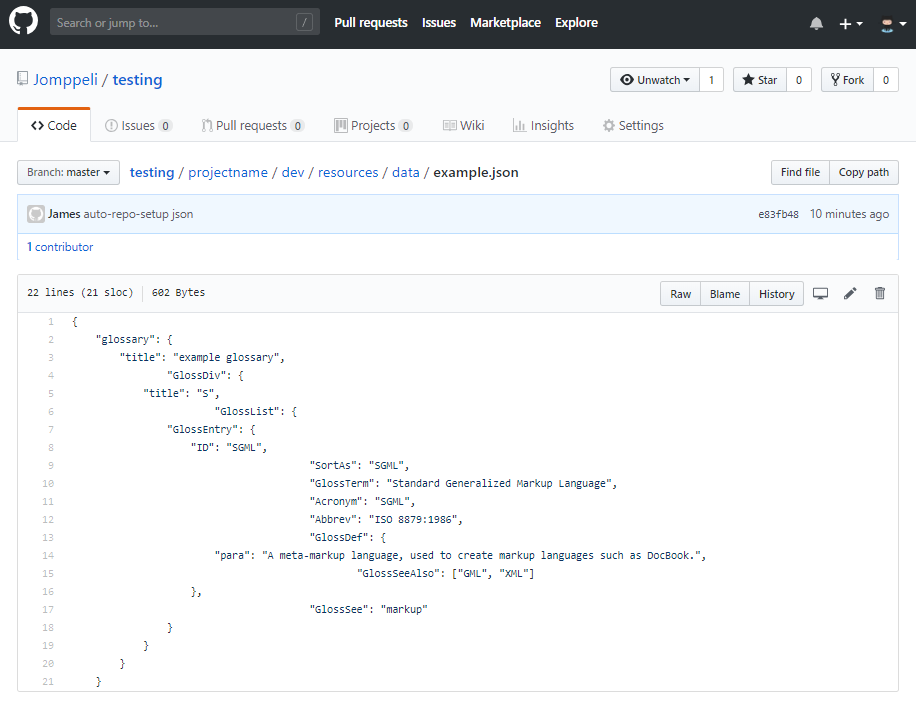 Search or jump to... / Pull requests Issues Marketplace Explore
Jomppeli / testing Unwatch 1 Star 0 Fork 0
Code Issues 0 Pull requests 0 Projects 0 Wiki Insights Settings
Branch: master testing / projectname / dev / resources / data / example.json Find file Copy path
James auto-repo-setup json e83fb48 10 minutes ago
1 contributor
22 lines (21 sloc) 602 Bytes Raw Blame History
1 {
2 "glossary": {
3 "title": "example glossary",
4 "GlossDiv": {
5 "title": "S",
6 "GlossList": {
7 "GlossEntry": {
8 "ID": "SGML",
9 "SortAs": "SGML",
10 "GlossTerm": "Standard Generalized Markup Language",
11 "Acronym": "SGML",
12 "Abbrev": "ISO 8879:1986",
13 "GlossDef": {
14 "para": "A meta-markup language, used to create markup languages such as DocBook.",
15 "GlossSeeAlso": ["GML", "XML"]
16 },
17 "GlossSee": "markup"
18 }
19 }
20 }
21 }